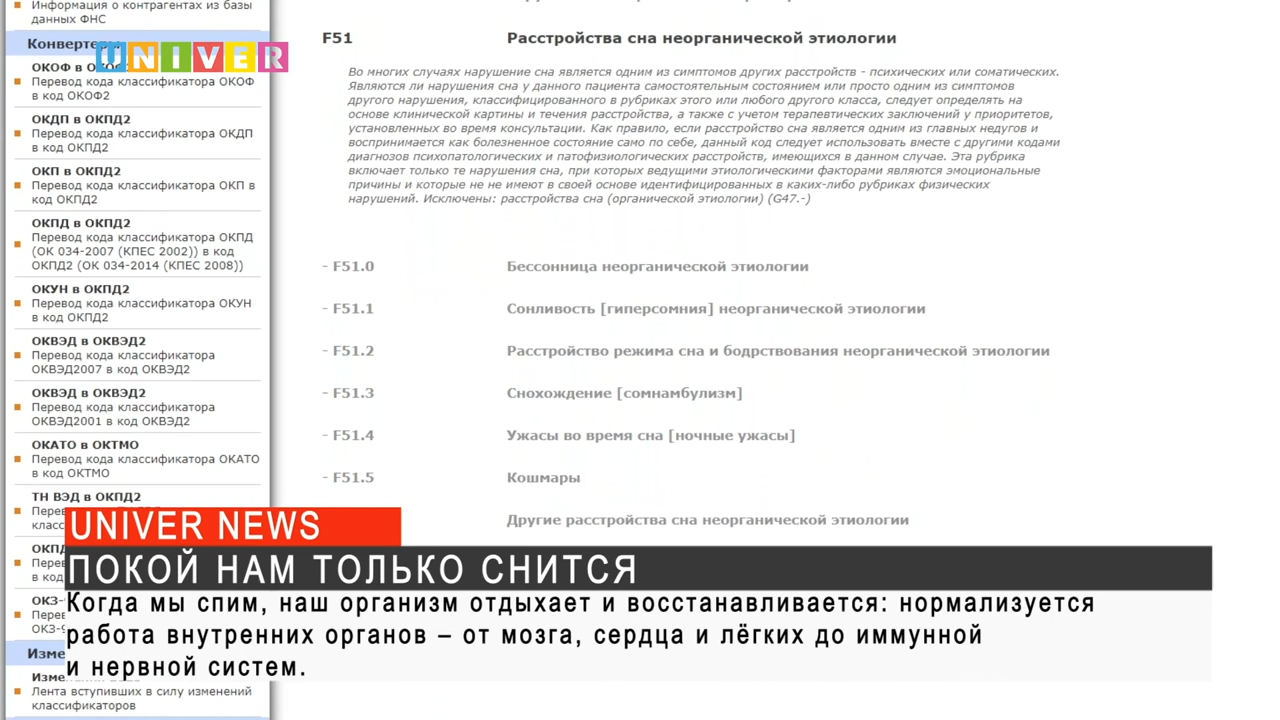 Информация о контрагентах из базы
данных ФНС
Конвертеры
UNIVER
ОКОФ в ОКОФ2
Перевод кода классификатора ОКОФ
в код ОКОФ2
ОКДП в ОКПД2
Перевод кода классификатора ОКДП
в код ОКПД2
ОКП в ОКПД2
Перевод кода классификатора ОКП в
код ОКПД2
ОКПД в ОКПД2
Перевод кода классификатора ОКПД
(ОК 034-2007 (КПЕС 2002)) в код
ОКПД2 (ОК 034-2014 (КПЕС 2008))
ОКУН в ОКПД2
Перевод кода классификатора ОКУН
в код ОКПД2
ОКВЭД в ОКВЭД2
Перевод кода классификатора
ОКВЭД2007 в код ОКВЭД2
ОКВЭД в ОКВЭД2
Перевод кода классификатора
ОКВЭД2001 в код ОКВЭД2
ОКАТО в ОКТМО
Перевод кода классификатора ОКАТО
в код ОКТМО
ТН ВЭД в ОКПД2
F51 Расстройства сна неорганической этиологии
Во многих случаях нарушение сна является одним из симптомов других расстройств - психических или соматических.
Являются ли нарушения сна у данного пациента самостоятельным состоянием или просто одним из симптомов
другого нарушения, классифицированного в рубриках этого или любого другого класса, следует определять на
основе клинической картины и течения расстройства, а также с учетом терапевтических заключений у приоритетов,
установленных во время консультации. Как правило, если расстройство сна является одним из главных недугов и
воспринимается как болезненное состояние само по себе, данный код следует использовать вместе с другими кодами
диагнозов психопатологических и патофизиологических расстройств, имеющихся в данном случае. Эта рубрика
включает только те нарушения сна, при которых ведущими этиологическими факторами являются эмоциональные
причины и которые не не имеют в своей основе идентифицированных в каких-либо рубриках физических
нарушений. Исключены: расстройства сна (органической этиологии) (G47.-)
- F51.0 Бессонница неорганической этиологии
- F51.1 Сонливость [гиперсомния] неорганической этиологии
- F51.2 Расстройство режима сна и бодрствования неорганической этиологии
- F51.3 Снохождение [сомнамбулизм]
- F51.4 Ужасы во время сна [ночные ужасы]
- F51.5 Кошмары
Другие расстройства сна неорганической этиологии
UNIVER NEWS
ПОКОЙ НАМ ТОЛЬКО СНИТСЯ
Когда мы спим, наш организм отдыхает и восстанавливается: нормализуется
работа внутренних органов – от мозга, сердца и лёгких до иммунной
и нервной систем.
Лента вступивших в силу изменений
классификаторов